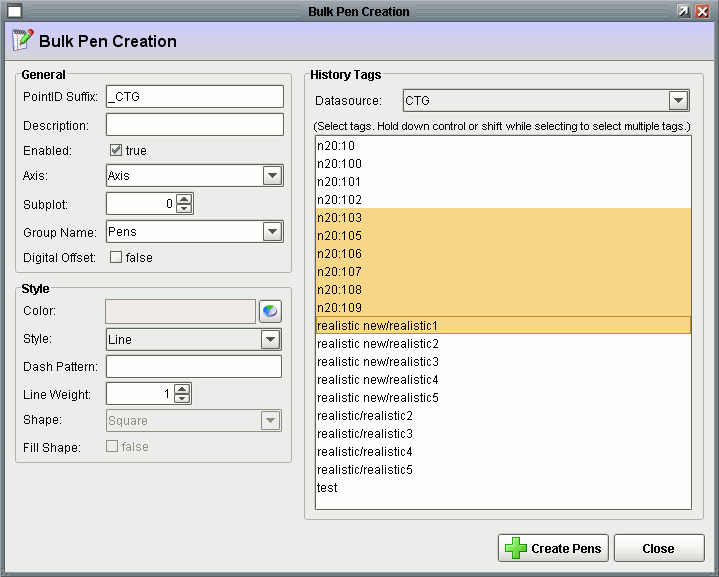 Bulk Pen Creation
Bulk Pen Creation
General
PointID Suffix: _CTG
Description:
Enabled: true
Axis: Axis
Subplot: 0
Group Name: Pens
Digital Offset: false
Style
Color:
Style: Line
Dash Pattern:
Line Weight: 1
Shape: Square
Fill Shape: false
History Tags
Datasource: CTG
(Select tags. Hold down control or shift while selecting to select multiple tags.)
n20:10
n20:100
n20:101
n20:102
n20:103
n20:105
n20:106
n20:107
n20:108
n20:109
realistic new/realistic1
realistic new/realistic2
realistic new/realistic3
realistic new/realistic4
realistic new/realistic5
realistic/realistic2
realistic/realistic3
realistic/realistic4
realistic/realistic5
test
Create Pens
Close